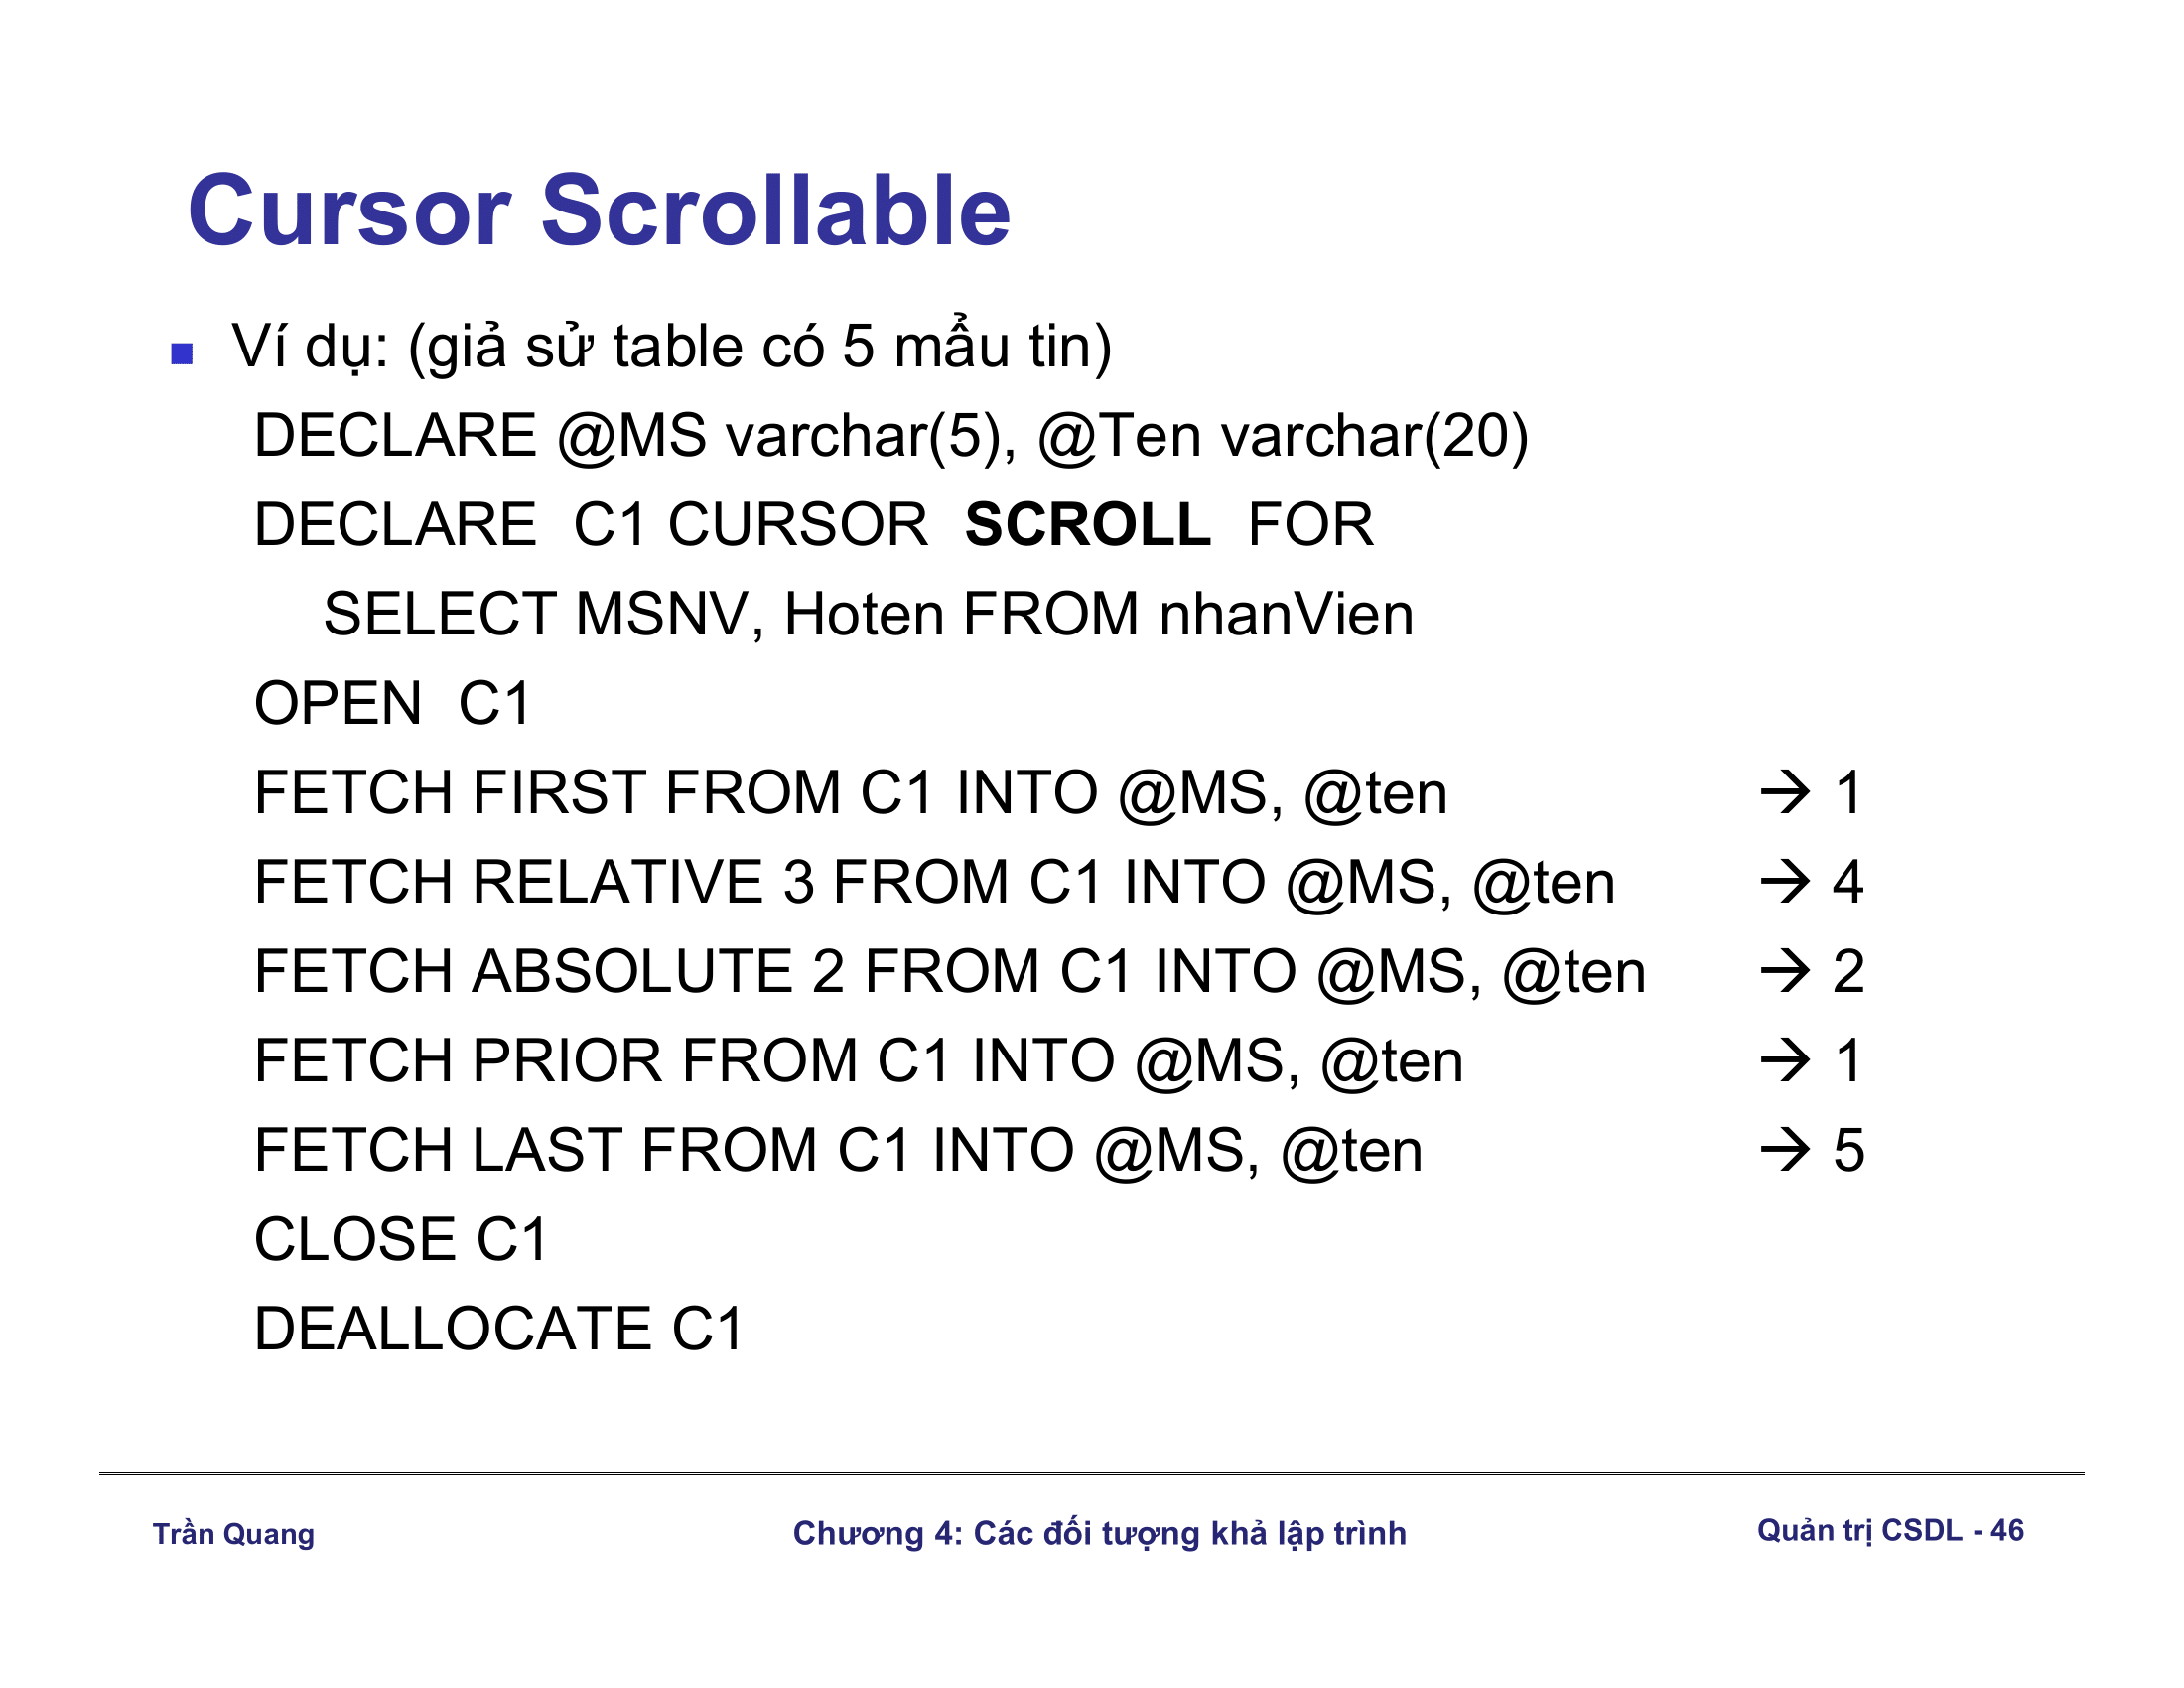 Cursor Scrollable
Ví dụ: (giả sử table có 5 mẩu tin)
DECLARE @MS varchar(5), @Ten varchar(20)
DECLARE C1 CURSOR SCROLL FOR
SELECT MSNV, Hoten FROM nhanVien
OPEN C1
FETCH FIRST FROM C1 INTO @MS, @ten → 1
FETCH RELATIVE 3 FROM C1 INTO @MS, @ten → 4
FETCH ABSOLUTE 2 FROM C1 INTO @MS, @ten → 2
FETCH PRIOR FROM C1 INTO @MS, @ten → 1
FETCH LAST FROM C1 INTO @MS, @ten → 5
CLOSE C1
DEALLOCATE C1
Trần Quang Chương 4: Các đối tượng khả lập trình Quản trị CSDL - 46